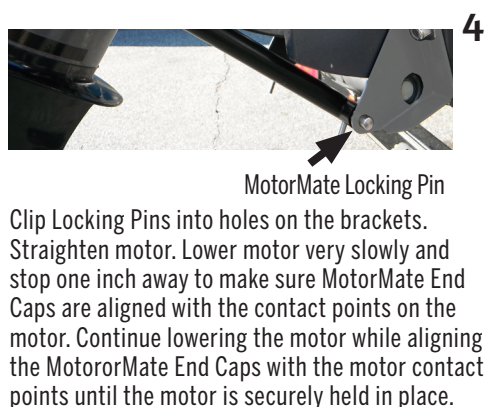 4
MotorMate Locking Pin
Clip Locking Pins into holes on the brackets.
Straighten motor. Lower motor very slowly and
stop one inch away to make sure MotorMate End
Caps are aligned with the contact points on the
motor. Continue lowering the motor while aligning
the MotororMate End Caps with the motor contact
points until the motor is securely held in place.